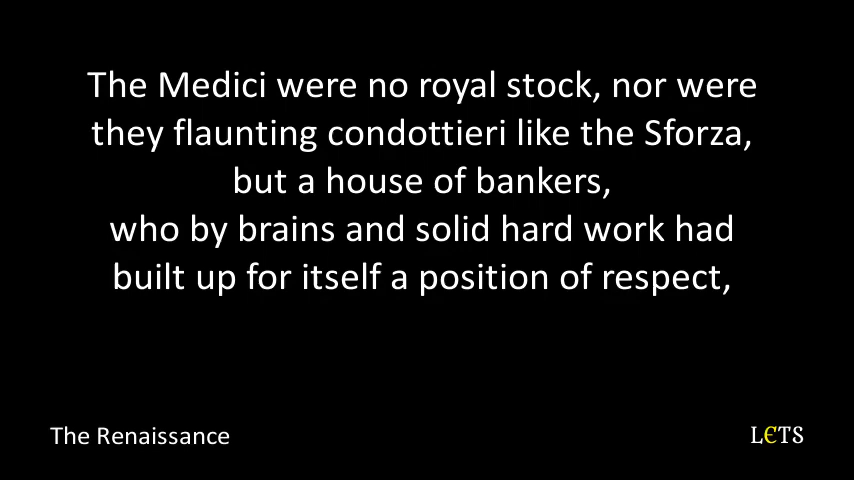 The Medici were no royal stock, nor were
they flaunting condottieri like the Sforza,
but a house of bankers,
who by brains and solid hard work had
built up for itself a position of respect,
The Renaissance
LЄTS